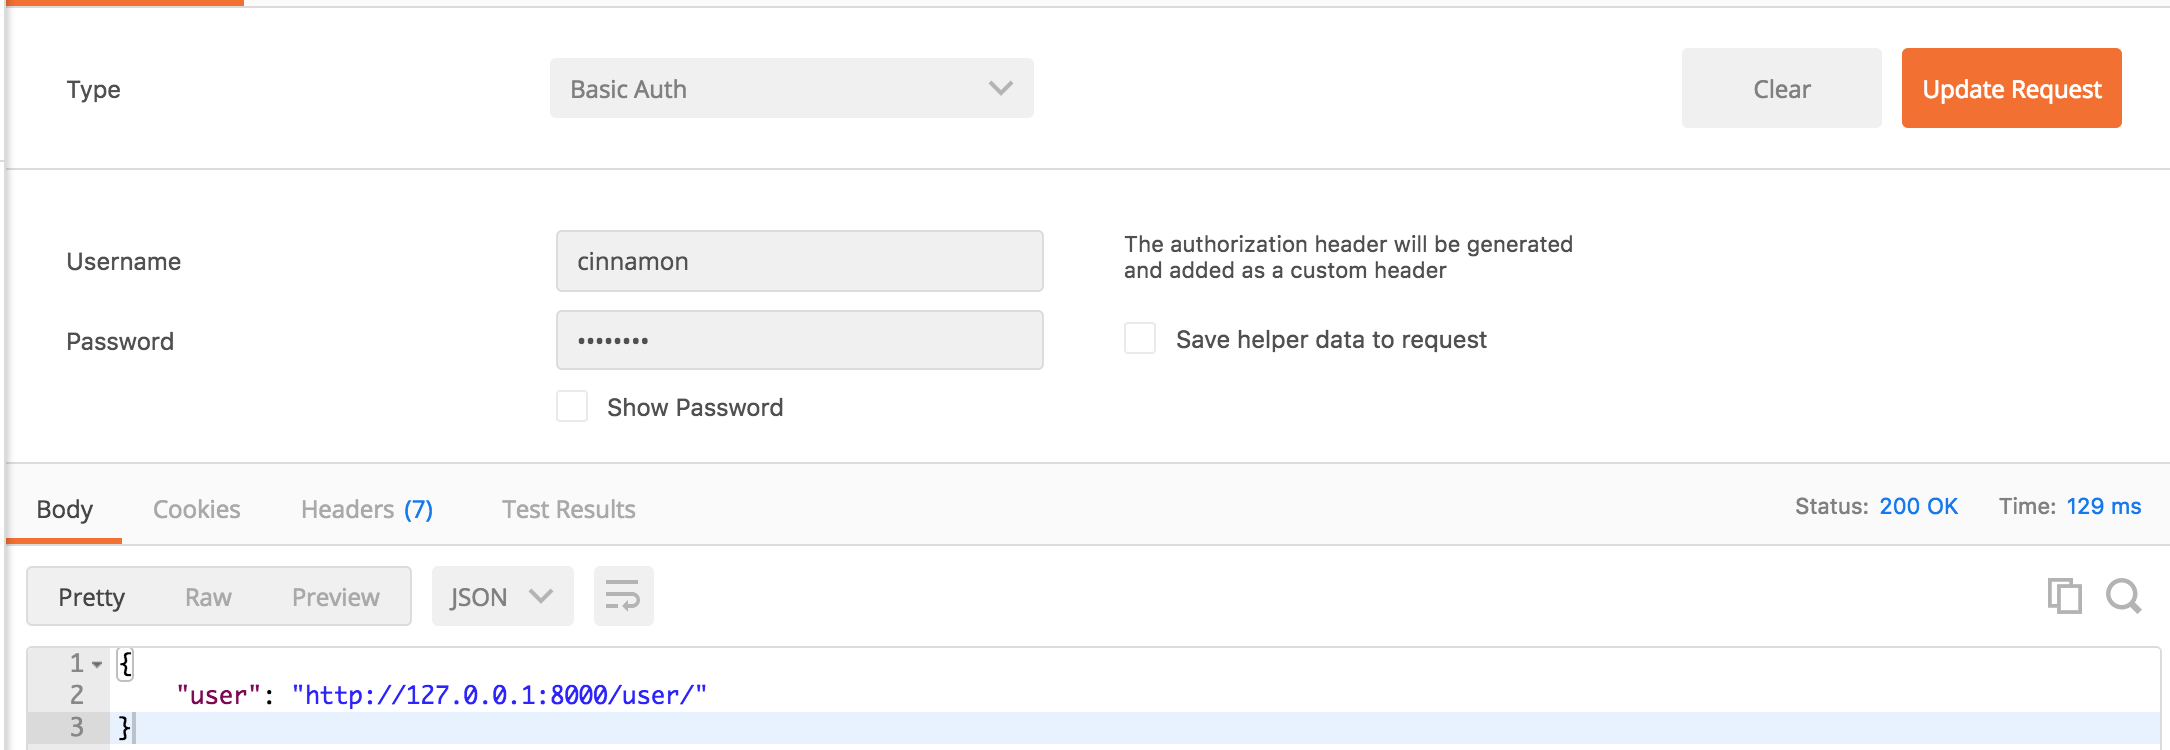 Type
Basic Auth
Clear
Update Request
Username
cinnamon
The authorization header will be generated
and added as a custom header
Password
••••••••
Save helper data to request
Show Password
Body
Cookies
Headers (7)
Test Results
Status: 200 OK
Time: 129 ms
Pretty
Raw
Preview
JSON
1 {
2 "user": "http://127.0.0.1:8000/user/"
3 }